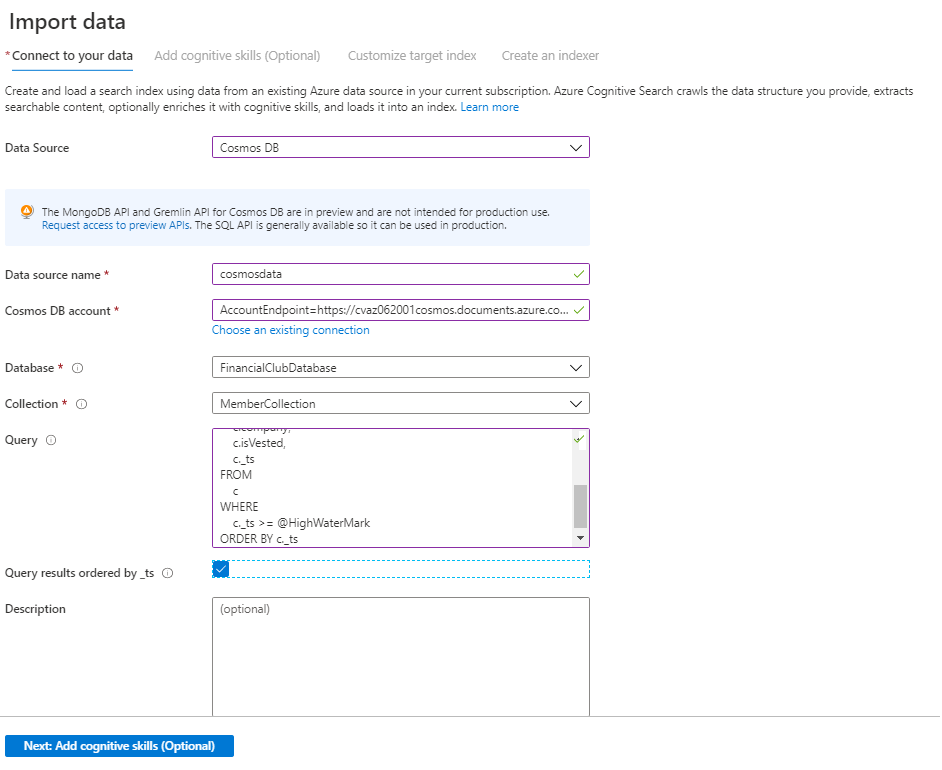 Import data
* Connect to your data Add cognitive skills (Optional) Customize target index Create an indexer
Create and load a search index using data from an existing Azure data source in your current subscription. Azure Cognitive Search crawls the data structure you provide, extracts
searchable content, optionally enriches it with cognitive skills, and loads it into an index. Learn more
Data Source Cosmos DB
The MongoDB API and Gremlin API for Cosmos DB are in preview and are not intended for production use.
Request access to preview APIs. The SQL API is generally available so it can be used in production.
Data source name * cosmosdata
Cosmos DB account * AccountEndpoint=https://cvaz062001cosmos.documents.azure.co...
Choose an existing connection
Database * FinancialClubDatabase
Collection * MemberCollection
c.company,
Query c.isVested,
c._ts
FROM
c
WHERE
c._ts >= @HighWaterMark
ORDER BY c._ts
Query results ordered by _ts
Description (optional)
Next: Add cognitive skills (Optional)